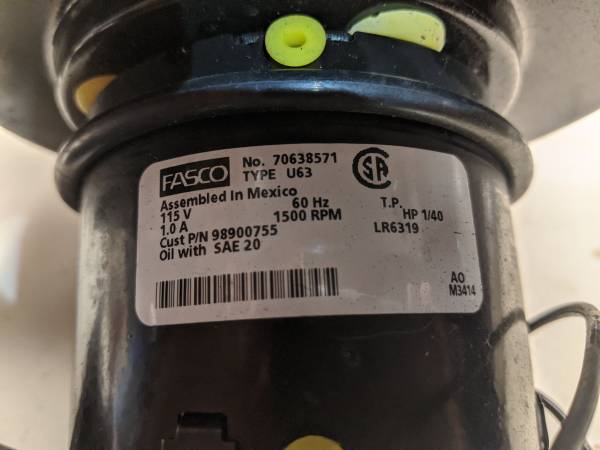 FASCO No. 70638571
TYPE U63
Assembled In Mexico
115 V 60 Hz T.P.
1.0 A 1500 RPM HP 1/40
Cust P/N 98900755 LR6319
Oil with SAE 20
AO
M3414
SA